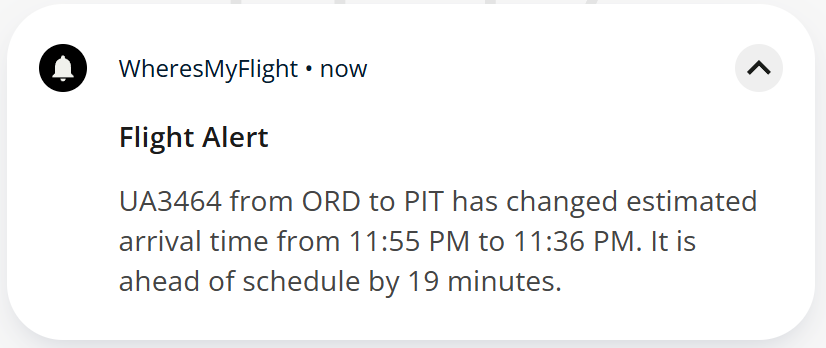 WheresMyFlight • now
Flight Alert
UA3464 from ORD to PIT has changed estimated
arrival time from 11:55 PM to 11:36 PM. It is
ahead of schedule by 19 minutes.